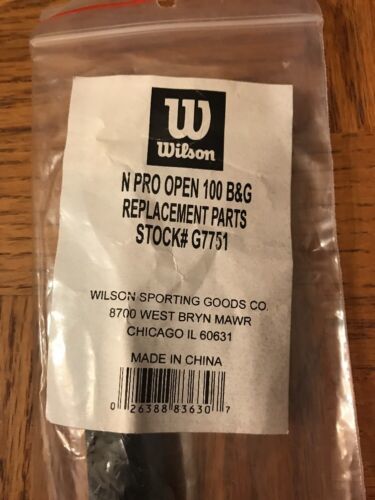 W
Wilson
N PRO OPEN 100 B&G
REPLACEMENT PARTS
STOCK# G7751
WILSON SPORTING GOODS CO.
8700 WEST BRYN MAWR
CHICAGO IL 60631
MADE IN CHINA
0 26388 83630 7